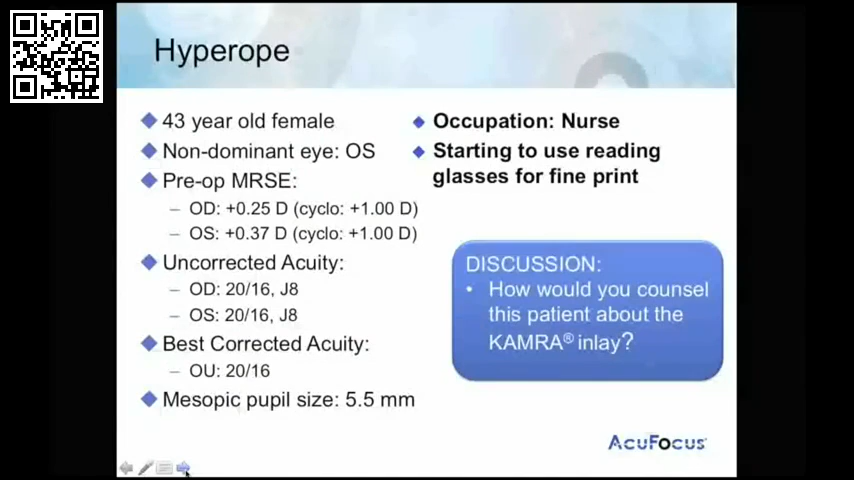 Hyperope
43 year old female
Non-dominant eye: OS
Pre-op MRSE:
– OD: +0.25 D (cyclo: +1.00 D)
– OS: +0.37 D (cyclo: +1.00 D)
Uncorrected Acuity:
– OD: 20/16, J8
– OS: 20/16, J8
Best Corrected Acuity:
– OU: 20/16
Mesopic pupil size: 5.5 mm
Occupation: Nurse
Starting to use reading
glasses for fine print
DISCUSSION:
• How would you counsel
this patient about the
KAMRA® inlay?
ACUFOCUS